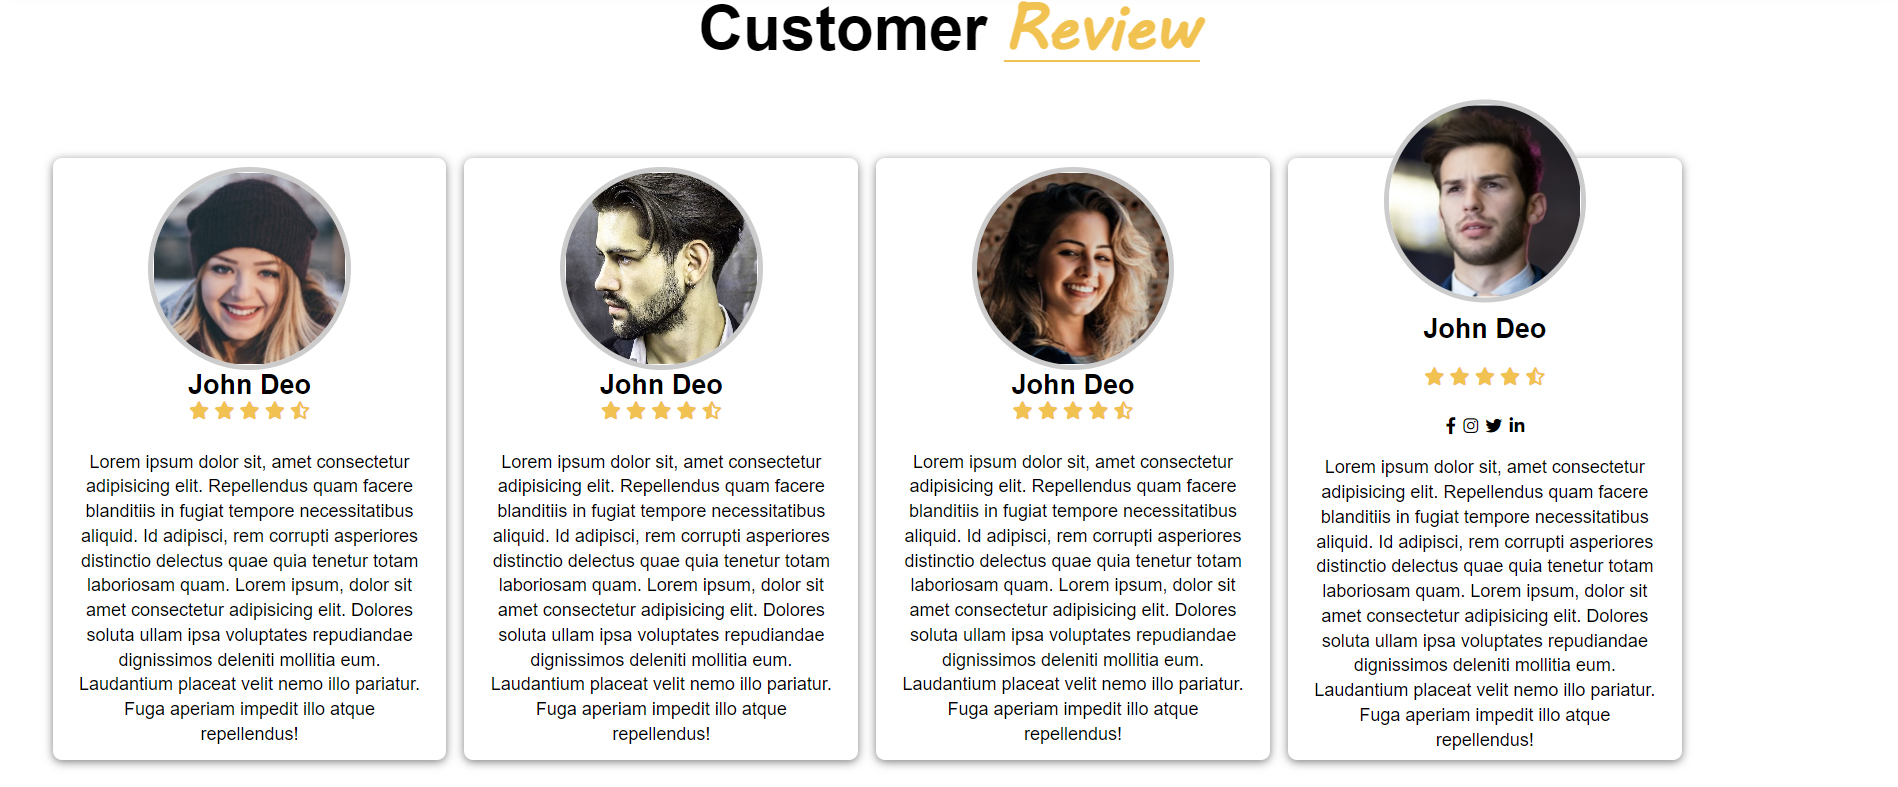 Customer Review
John Deo
Lorem ipsum dolor sit, amet consectetur
adipisicing elit. Repellendus quam facere
blanditiis in fugiat tempore necessitatibus
aliquid. Id adipisci, rem corrupti asperiores
distinctio delectus quae quia tenetur totam
laboriosam quam. Lorem ipsum, dolor sit
amet consectetur adipisicing elit. Dolores
soluta ullam ipsa voluptates repudiandae
dignissimos deleniti mollitia eum.
Laudantium placeat velit nemo illo pariatur.
Fuga aperiam impedit illo atque
repellendus!
John Deo
Lorem ipsum dolor sit, amet consectetur
adipisicing elit. Repellendus quam facere
blanditiis in fugiat tempore necessitatibus
aliquid. Id adipisci, rem corrupti asperiores
distinctio delectus quae quia tenetur totam
laboriosam quam. Lorem ipsum, dolor sit
amet consectetur adipisicing elit. Dolores
soluta ullam ipsa voluptates repudiandae
dignissimos deleniti mollitia eum.
Laudantium placeat velit nemo illo pariatur.
Fuga aperiam impedit illo atque
repellendus!
John Deo
Lorem ipsum dolor sit, amet consectetur
adipisicing elit. Repellendus quam facere
blanditiis in fugiat tempore necessitatibus
aliquid. Id adipisci, rem corrupti asperiores
distinctio delectus quae quia tenetur totam
laboriosam quam. Lorem ipsum, dolor sit
amet consectetur adipisicing elit. Dolores
soluta ullam ipsa voluptates repudiandae
dignissimos deleniti mollitia eum.
Laudantium placeat velit nemo illo pariatur.
Fuga aperiam impedit illo atque
repellendus!
John Deo
Lorem ipsum dolor sit, amet consectetur
adipisicing elit. Repellendus quam facere
blanditiis in fugiat tempore necessitatibus
aliquid. Id adipisci, rem corrupti asperiores
distinctio delectus quae quia tenetur totam
laboriosam quam. Lorem ipsum, dolor sit
amet consectetur adipisicing elit. Dolores
soluta ullam ipsa voluptates repudiandae
dignissimos deleniti mollitia eum.
Laudantium placeat velit nemo illo pariatur.
Fuga aperiam impedit illo atque
repellendus!